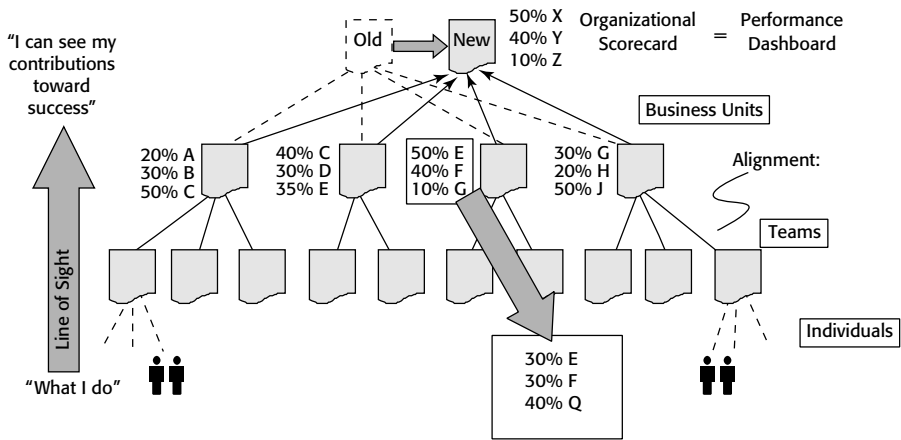 "I can see my
contributions
toward
success"
Old
New
50% X
40% Y
10% Z
Organizational
Scorecard
=
Performance
Dashboard
Business Units
20% A
30% B
50% C
40% C
30% D
35% E
50% E
40% F
10% G
30% G
20% H
50% J
Alignment:
Teams
Line of Sight
Individuals
"What I do"
30% E
30% F
40% Q